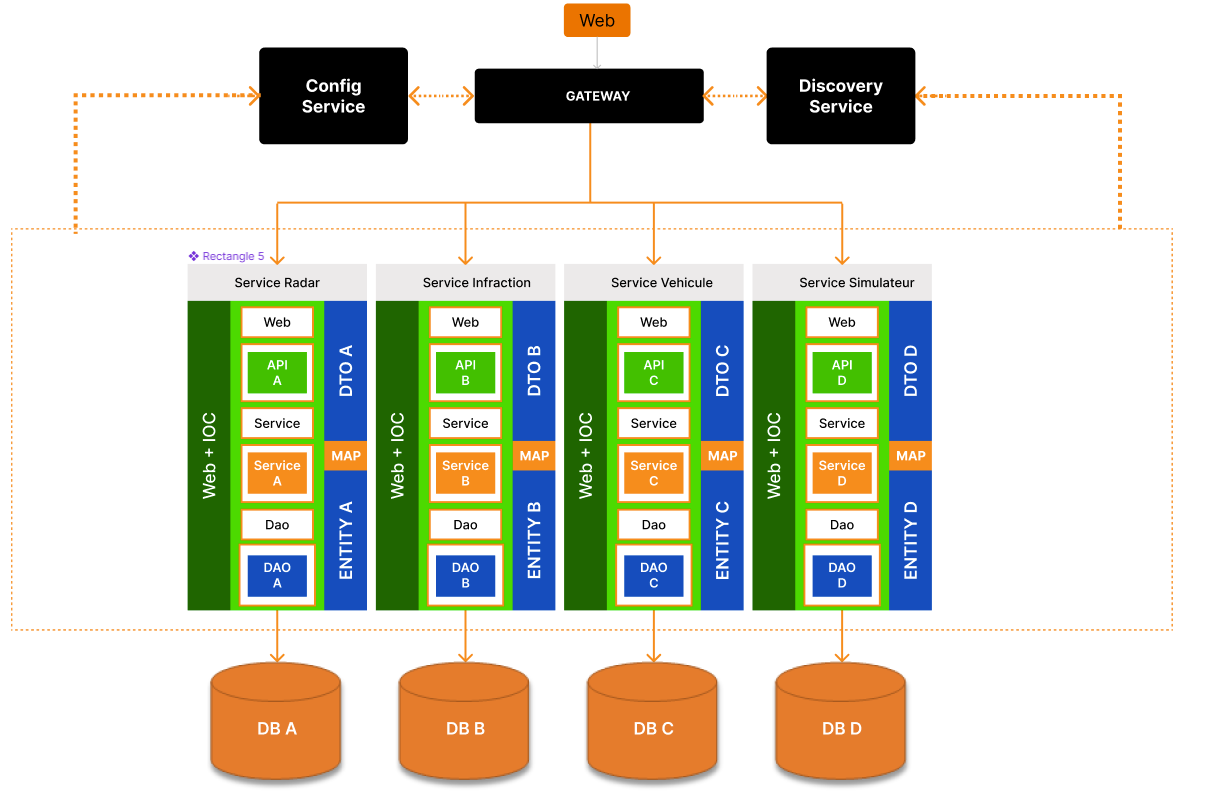 Web
Config
Service
GATEWAY
Discovery
Service
Rectangle 5
Service Radar
Web + IOC
Web
API
A
Service
Service
A
Dao
DAO
A
DTO A
MAP
ENTITY A
DB A
Service Infraction
Web + IOC
Web
API
B
Service
Service
B
Dao
DAO
B
DTO B
MAP
ENTITY B
DB B
Service Vehicule
Web + IOC
Web
API
C
Service
Service
C
Dao
DAO
C
DTO C
MAP
ENTITY C
DB C
Service Simulateur
Web + IOC
Web
API
D
Service
Service
D
Dao
DAO
D
DTO D
MAP
ENTITY D
DB D